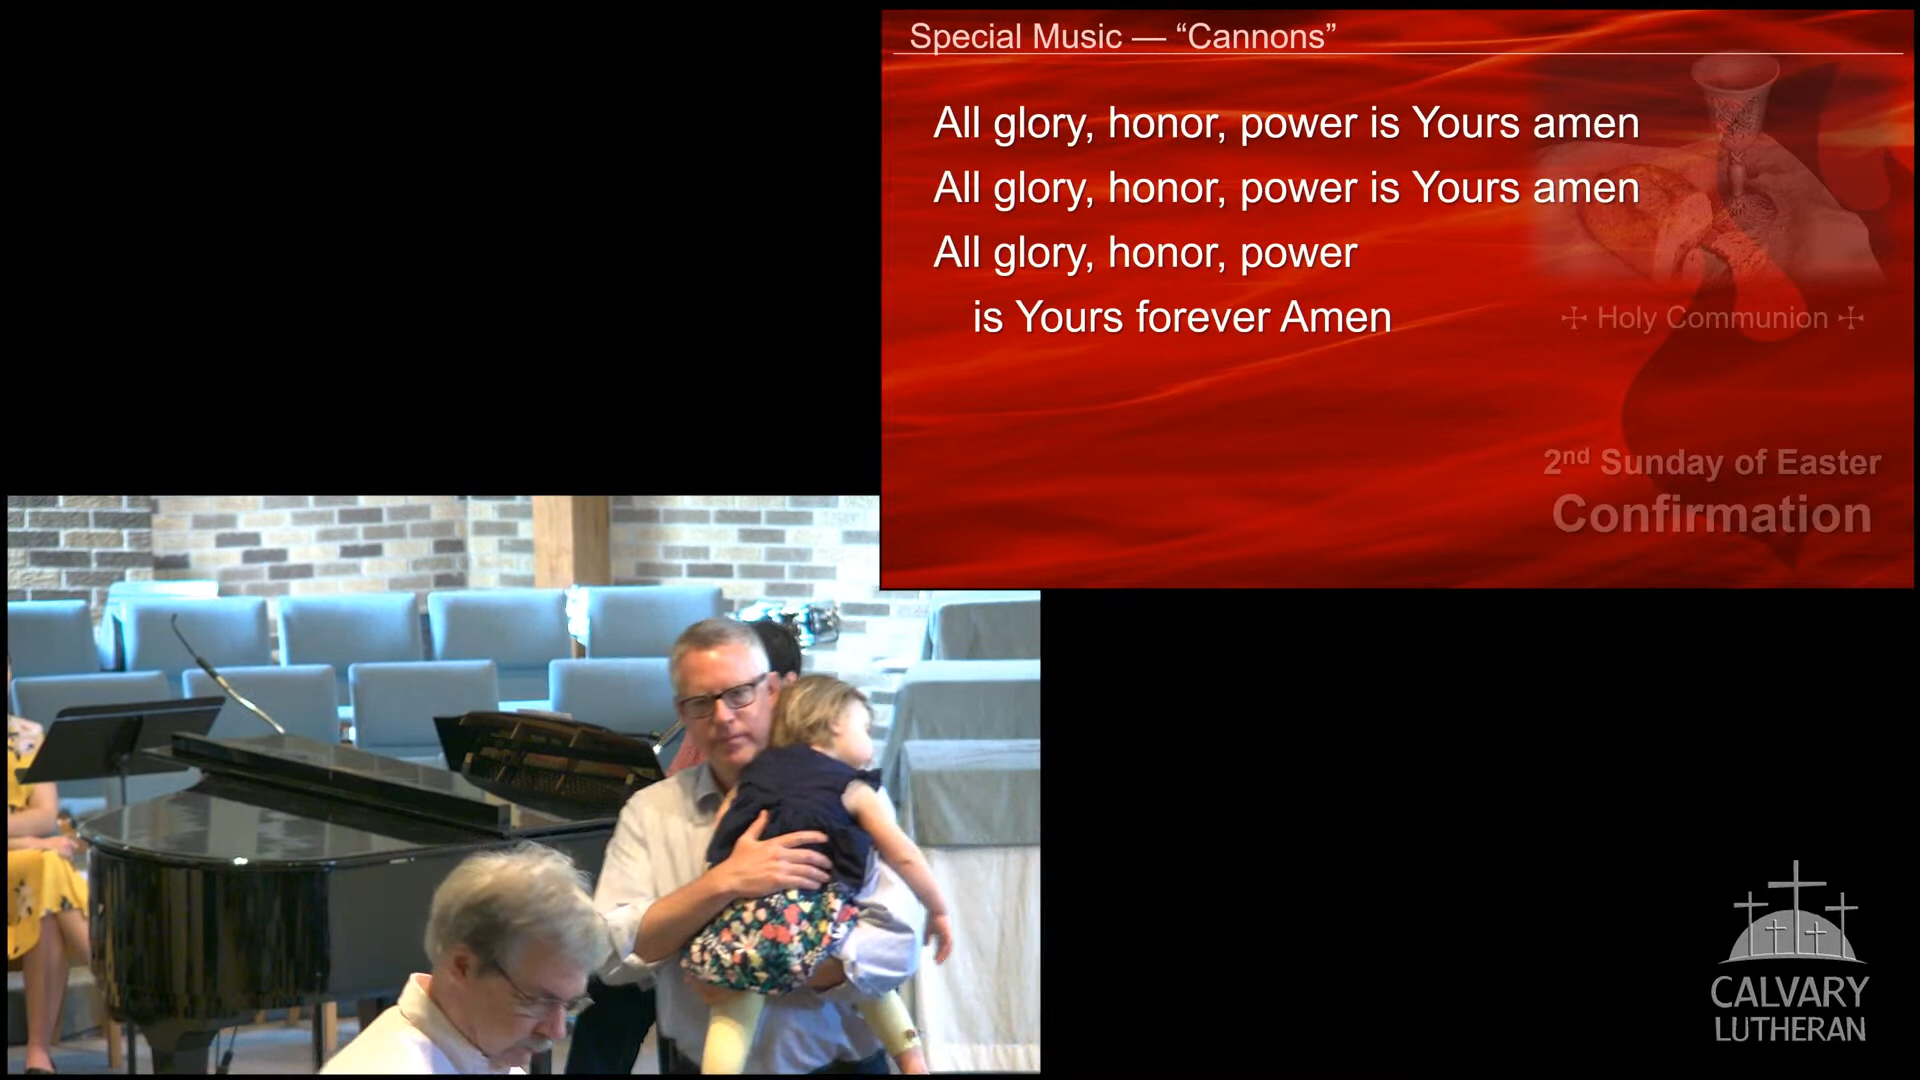 Special Music — “Cannons”
All glory, honor, power is Yours amen
All glory, honor, power is Yours amen
All glory, honor, power
is Yours forever Amen
☩ Holy Communion ☩
2nd Sunday of Easter
Confirmation
CALVARY
LUTHERAN